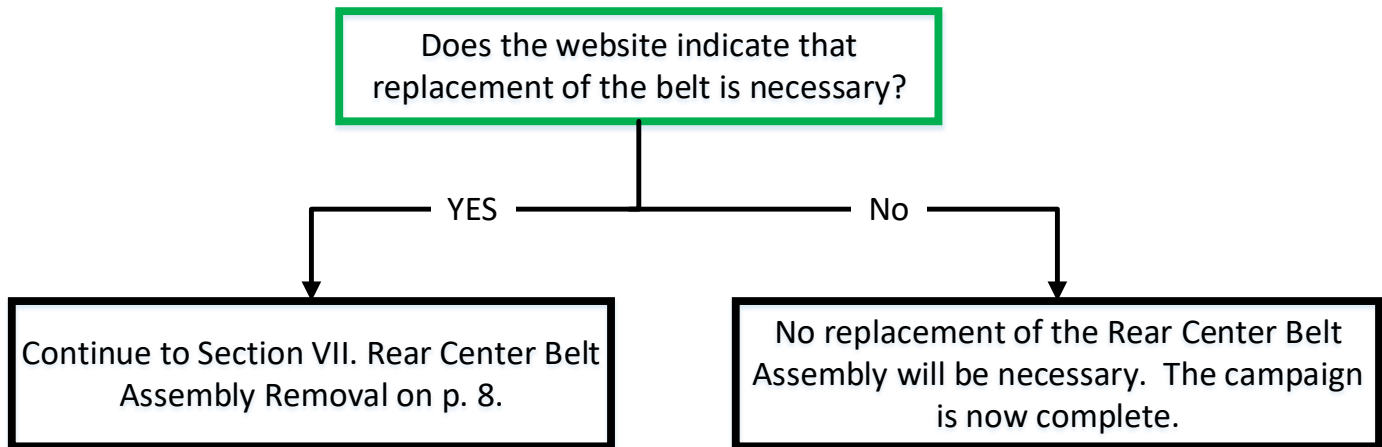 Does the website indicate that
replacement of the belt is necessary?
YES
No
Continue to Section VII. Rear Center Belt
Assembly Removal on p. 8.
No replacement of the Rear Center Belt
Assembly will be necessary.  The campaign
is now complete.